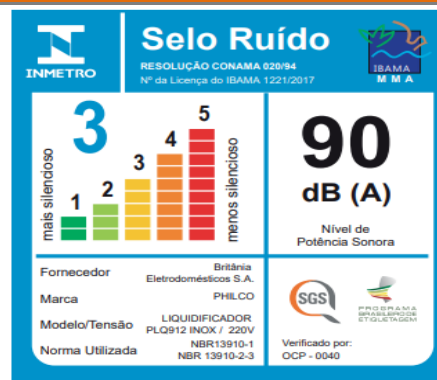 INMETRO
Selo Ruído
RESOLUÇÃO CONAMA 020/94
Nº da Licença do IBAMA 1221/2017
IBAMA
MMA
3
mais silencioso
1
2
3
4
5
menos silencioso
90
dB (A)
Nível de
Potência Sonora
Fornecedor
Britânia
Eletrodomésticos S.A.
Marca
PHILCO
Modelo/Tensão
LIQUIDIFICADOR
PLQ912 INOX / 220V
Norma Utilizada
NBR13910-1
NBR 13910-2-3
SGS
PROGRAMA
BRASILEIRO DE
ETIQUETAGEM
Verificado por:
OCP - 0040